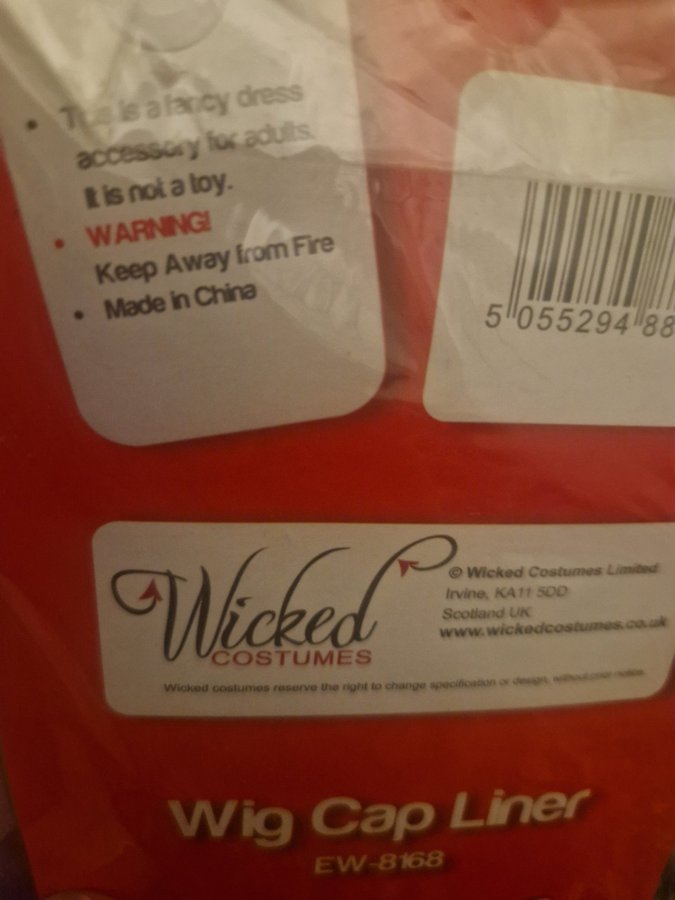 • This is a fancy dress
accessory for adults.
It is not a toy.
• WARNING!
Keep Away from Fire
• Made in China
5 055294 88
Wicked
COSTUMES
© Wicked Costumes Limited
Irvine, KA11 5DD
Scotland UK
www.wickedcostumes.co.uk
Wicked costumes reserve the right to change specification or design, without prior notice.
Wig Cap Liner
EW-8168